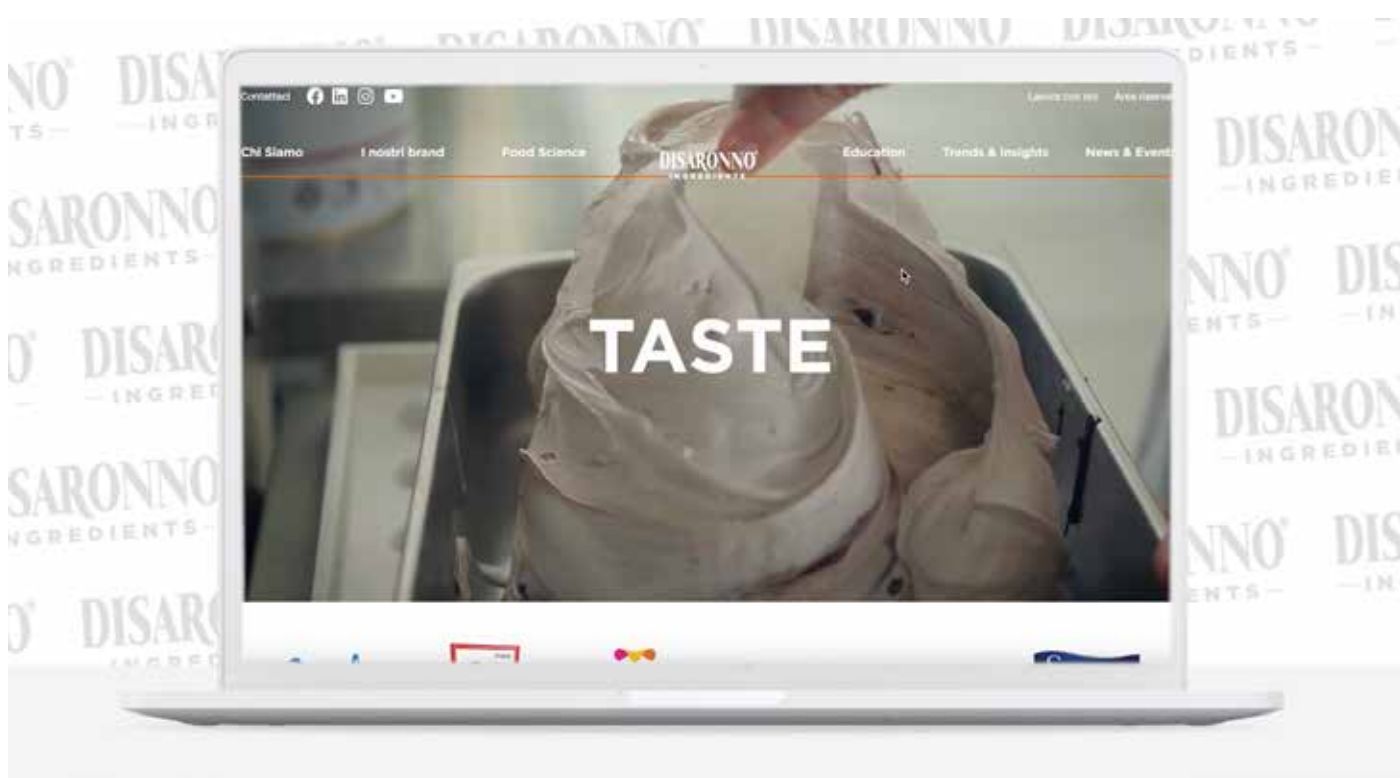 Contattaci
Lavora con noi Area riservata
Chi Siamo
I nostri brand
Food Science
DISARONNO
INGREDIENTS
Education
Trends & Insights
News & Events
TASTE
DISARONNO
INGREDIENTS